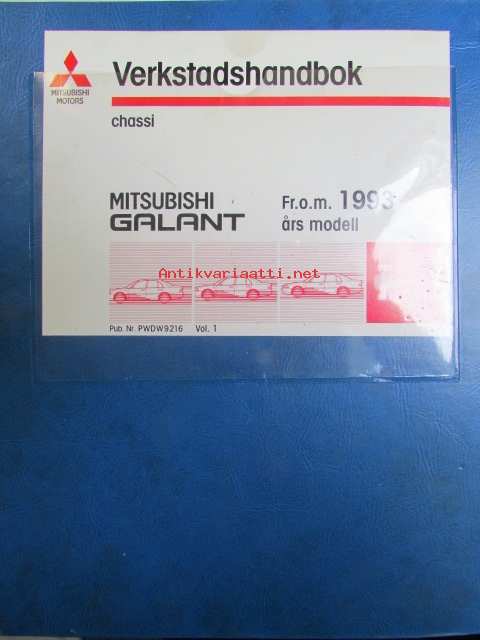 MITSUBISHI
MOTORS
Verkstadshandbok
chassi
MITSUBISHI
GALANT
Fr.o.m. 1993
års modell
Antikvariaatti.net
Pub. Nr. PWDW9216 Vol. 1